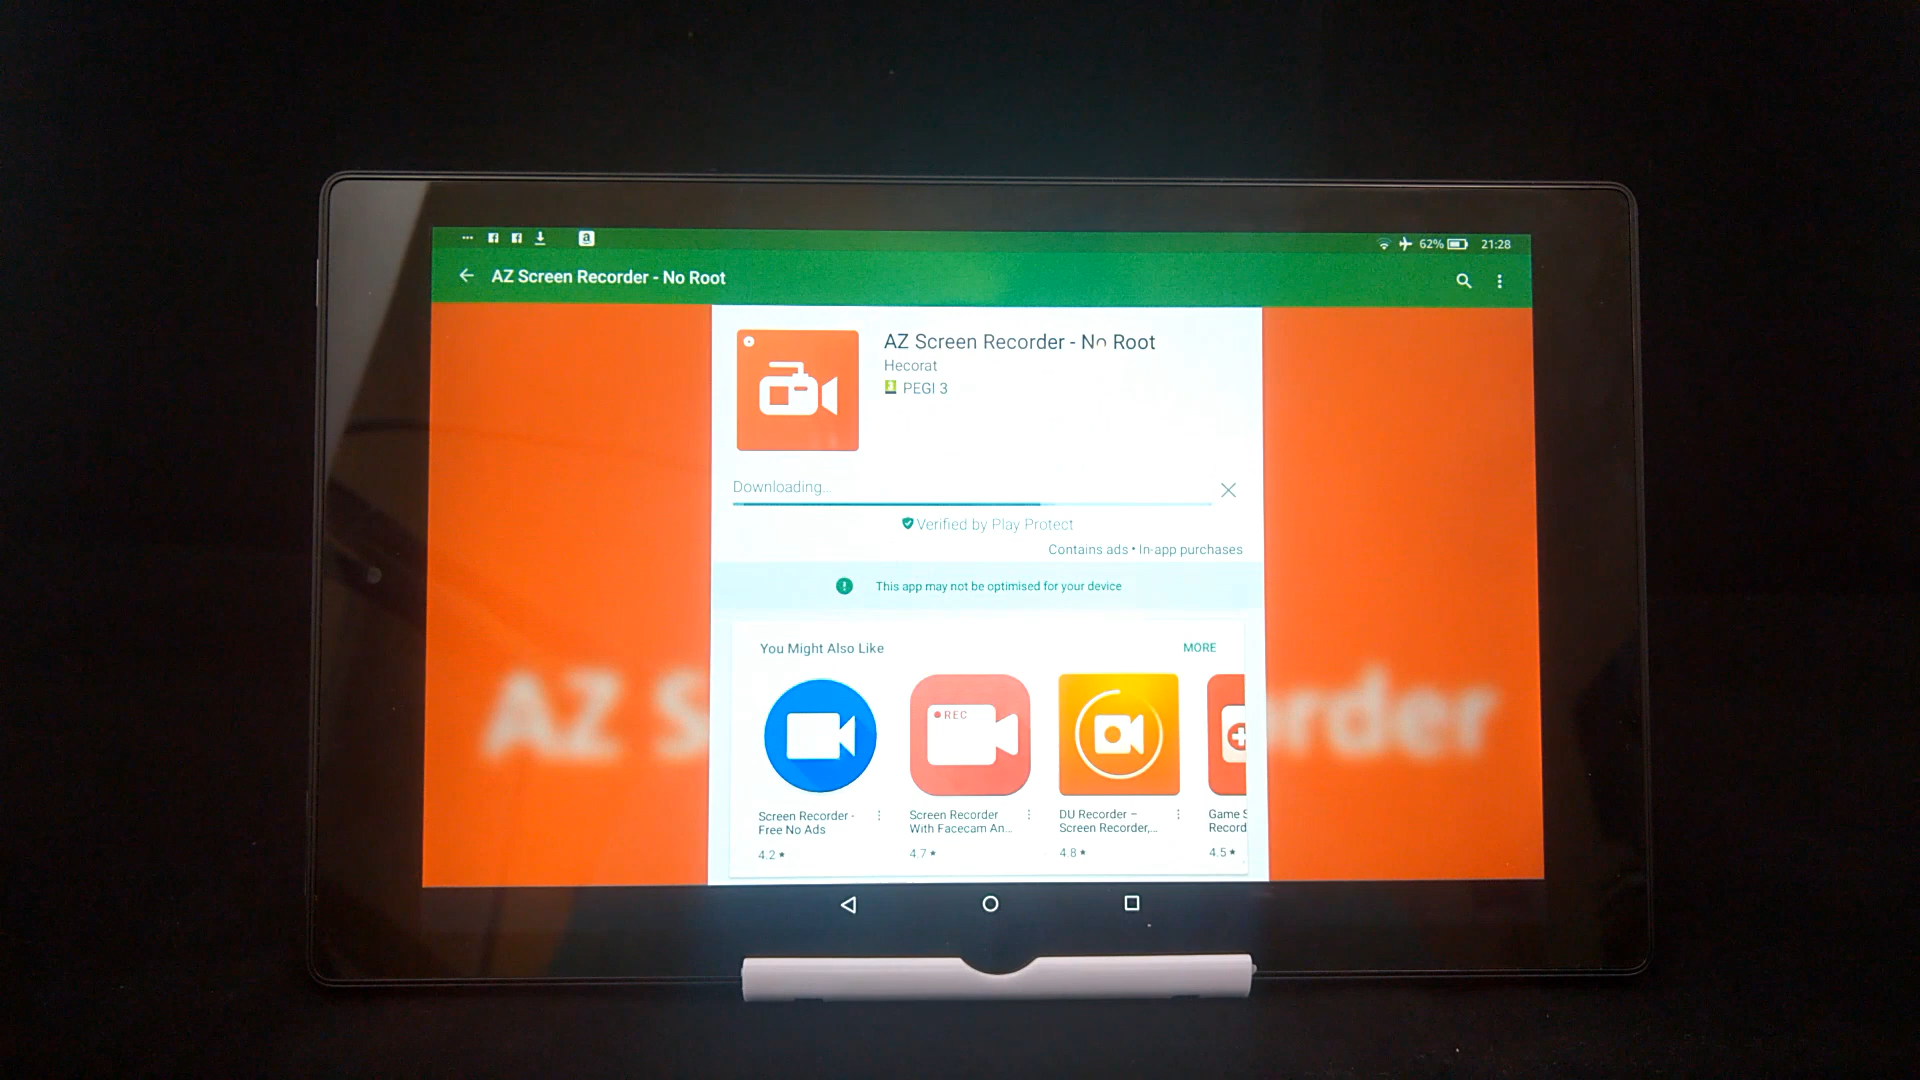 62% 21:28
AZ Screen Recorder - No Root
AZ Screen Recorder - No Root
Hecorat
PEGI 3
Downloading...
Verified by Play Protect
Contains ads • In-app purchases
This app may not be optimised for your device
You Might Also Like MORE
REC
Screen Recorder -
Free No Ads
4.2★
Screen Recorder
With Facecam An...
4.7★
DU Recorder –
Screen Recorder,...
4.8★
Game S
Record
4.5★
AZ S
rder